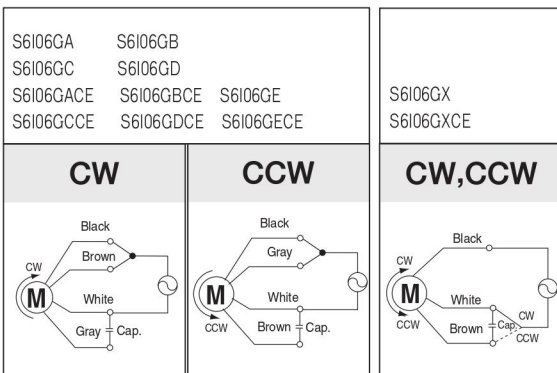 S6I06GA S6I06GB
S6I06GC S6I06GD
S6I06GACE S6I06GBCE S6I06GE
S6I06GCCE S6I06GDCE S6I06GECE
S6I06GX
S6I06GXCE
CW
CCW
CW,CCW
Black
Brown
CW
M
White
Gray Cap.
Black
Gray
White
M
CCW
Brown Cap.
Black
CW
M
White
CW
CCW
Brown Cap.
CCW